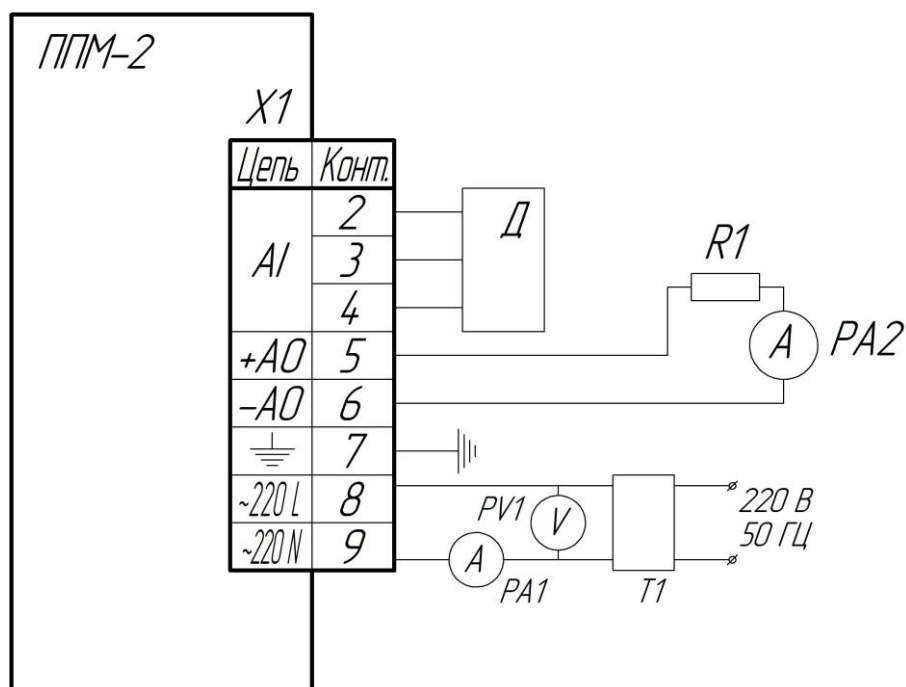 ППМ-2
X1
Цепь Конт.
AI 2
3
4
+AO 5
-AO 6
7
~220 L 8
~220 N 9
Д
R1
A PA2
PV1 V
A PA1
T1
220 В
50 ГЦ